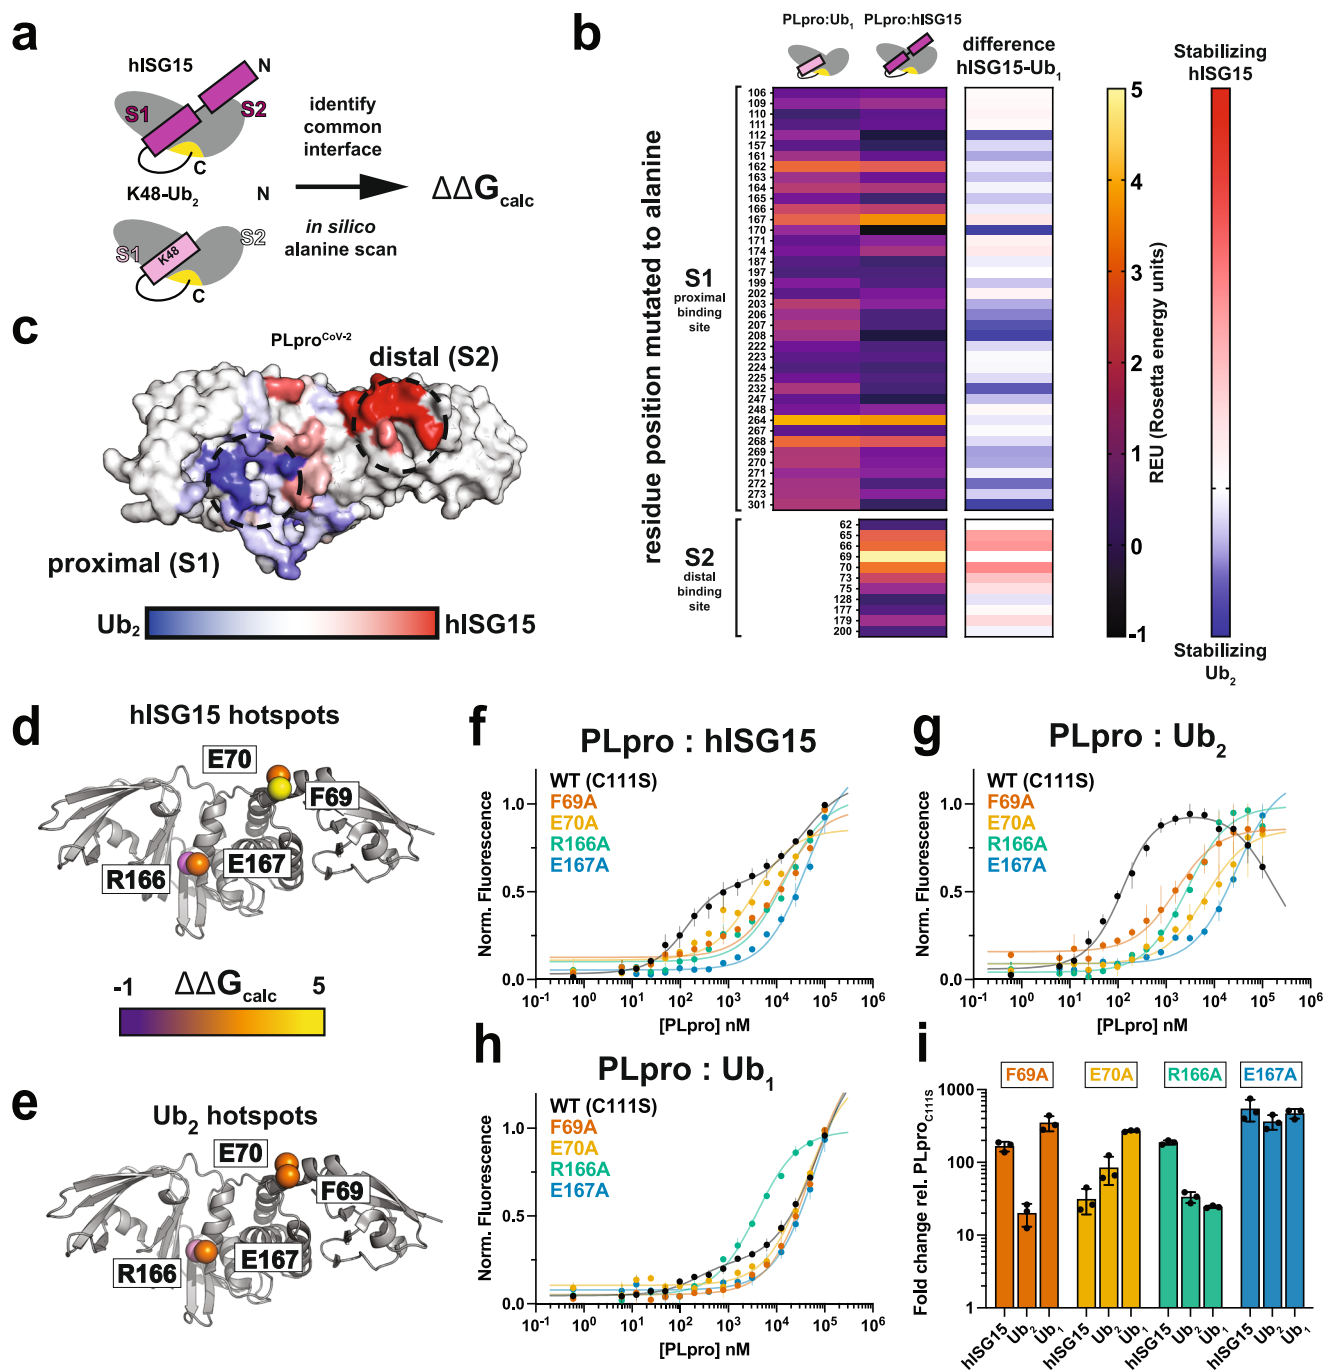 a
hISG15
N
S1
S2
C
K48-Ub2
N
S1
K48
S2
C
identify
common
interface
in silico
alanine scan
ΔΔGcalc
b
PLpro:Ub1
PLpro:hISG15
difference
hISG15-Ub1
residue position mutated to alanine
S1
proximal
binding
site
106
109
110
111
112
157
161
162
163
164
165
166
167
170
171
174
187
197
199
202
203
206
207
208
222
223
224
225
232
247
248
264
267
268
269
270
271
272
273
301
S2
distal
binding
site
62
65
66
69
70
73
75
128
177
179
200
5
4
3
2
1
0
-1
REU (Rosetta energy units)
Stabilizing
hISG15
Stabilizing
Ub2
c
PLproCoV-2
distal (S2)
proximal (S1)
Ub2
hISG15
d
hISG15 hotspots
E70
F69
E167
R166
-1
ΔΔGcalc
5
e
Ub2 hotspots
E70
F69
E167
R166
f
PLpro : hISG15
WT (C111S)
F69A
E70A
R166A
E167A
Norm. Fluorescence
1.0
0.5
0.0
10-1 100 101 102 103 104 105 106
[PLpro] nM
g
PLpro : Ub2
WT (C111S)
F69A
E70A
R166A
E167A
Norm. Fluorescence
1.0
0.5
0.0
10-1 100 101 102 103 104 105 106
[PLpro] nM
h
PLpro : Ub1
WT (C111S)
F69A
E70A
R166A
E167A
Norm. Fluorescence
1.0
0.5
0.0
10-1 100 101 102 103 104 105 106
[PLpro] nM
i
F69A
E70A
R166A
E167A
Fold change rel. PLproC111S
1000
100
10
1
hISG15
Ub2
Ub1
hISG15
Ub2
Ub1
hISG15
Ub2
Ub1
hISG15
Ub2
Ub1